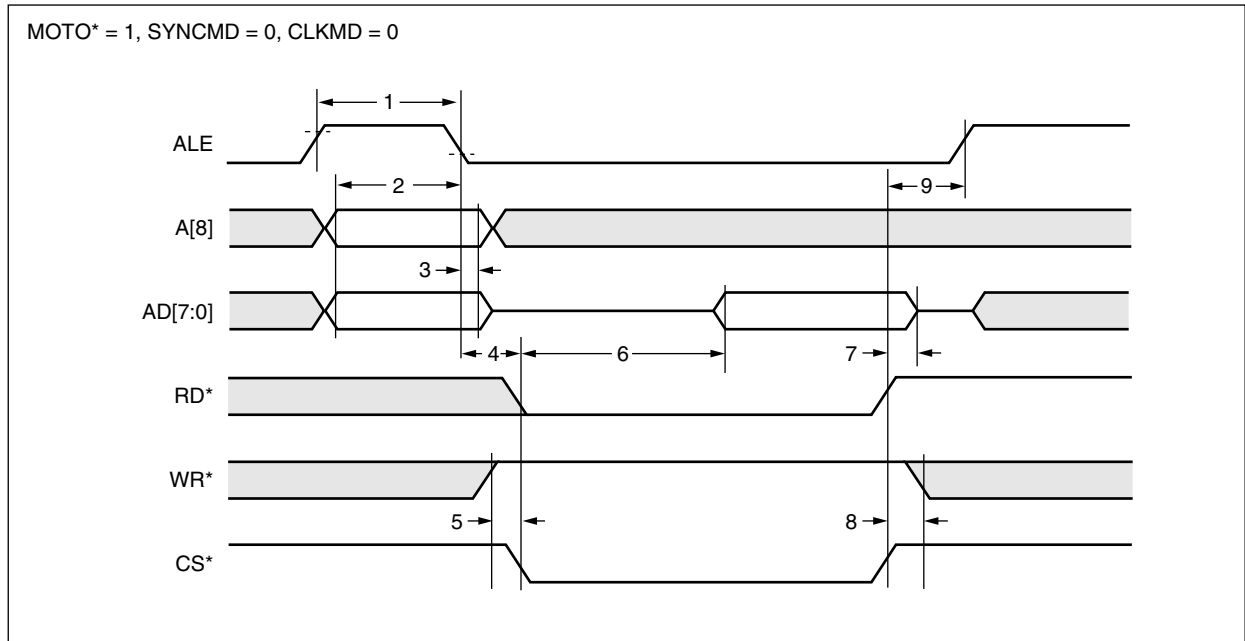 MOTO* = 1, SYNCMD = 0, CLKMD = 0
1
ALE
2
9
A[8]
3
AD[7:0]
4
6
7
RD*
WR*
5
8
CS*